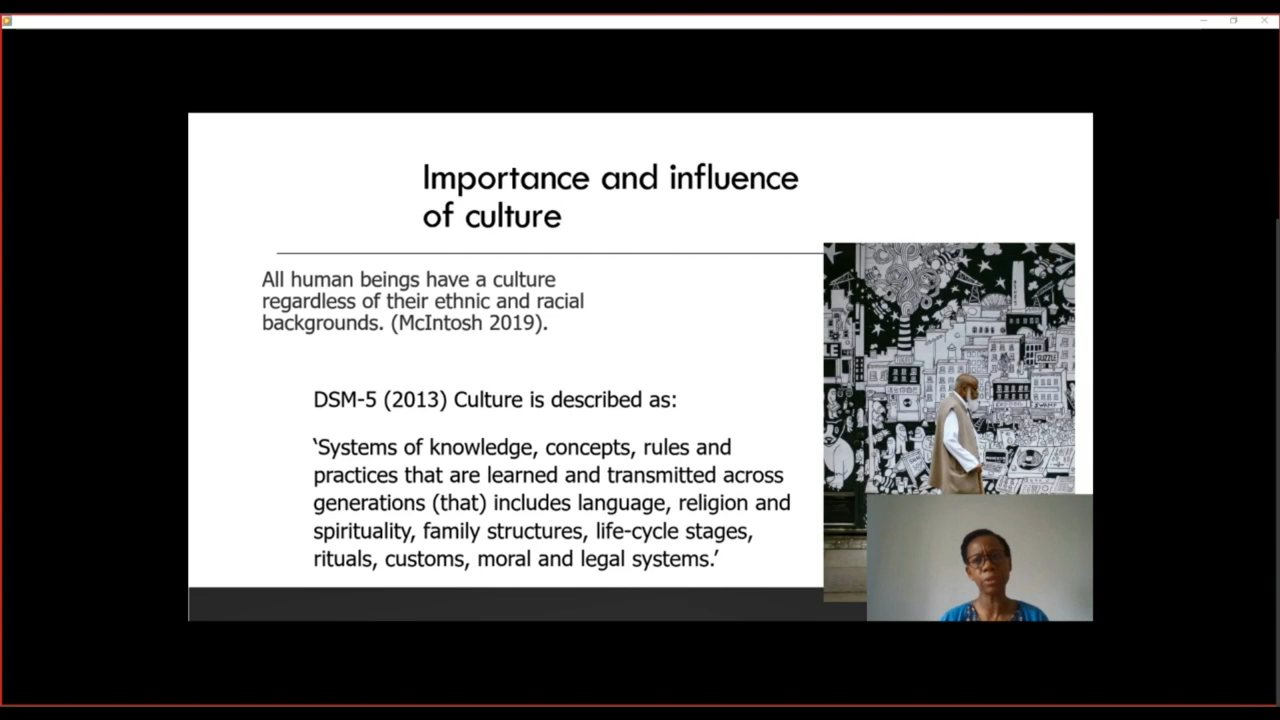 Importance and influence
of culture
All human beings have a culture
regardless of their ethnic and racial
backgrounds. (McIntosh 2019).
DSM-5 (2013) Culture is described as:
‘Systems of knowledge, concepts, rules and
practices that are learned and transmitted across
generations (that) includes language, religion and
spirituality, family structures, life-cycle stages,
rituals, customs, moral and legal systems.’
SUZZLE